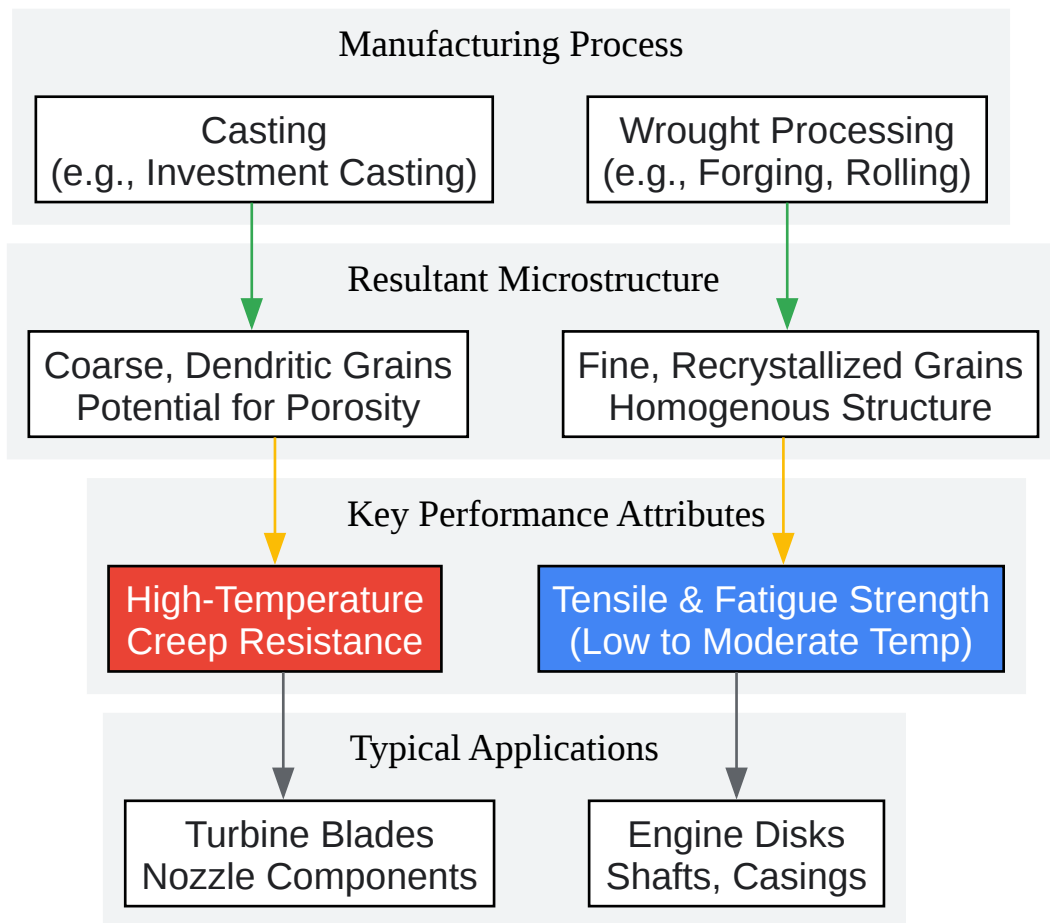 Manufacturing Process
Casting
(e.g., Investment Casting)
Wrought Processing
(e.g., Forging, Rolling)
Resultant Microstructure
Coarse, Dendritic Grains
Potential for Porosity
Fine, Recrystallized Grains
Homogenous Structure
Key Performance Attributes
High-Temperature
Creep Resistance
Tensile & Fatigue Strength
(Low to Moderate Temp)
Typical Applications
Turbine Blades
Nozzle Components
Engine Disks
Shafts, Casings